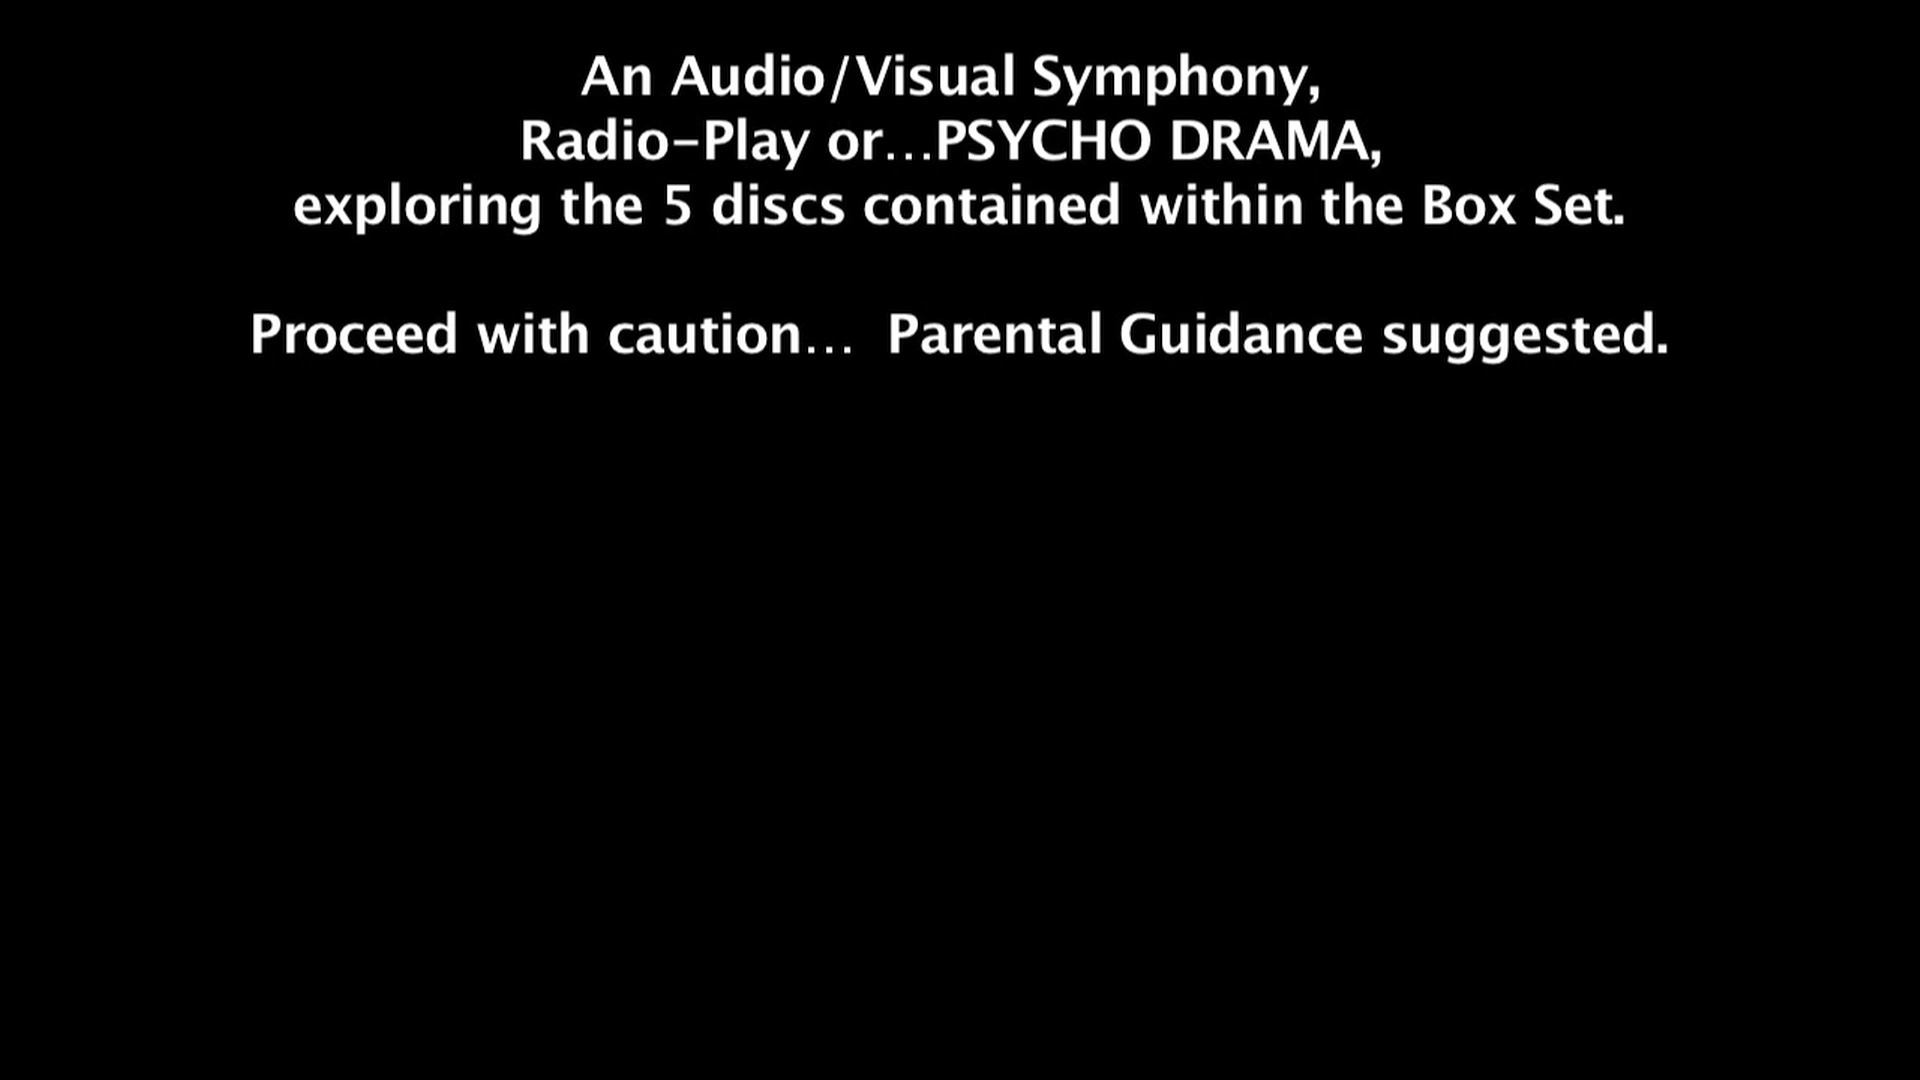 An Audio/Visual Symphony,
Radio-Play or...PSYCHO DRAMA,
exploring the 5 discs contained within the Box Set.
Proceed with caution...  Parental Guidance suggested.